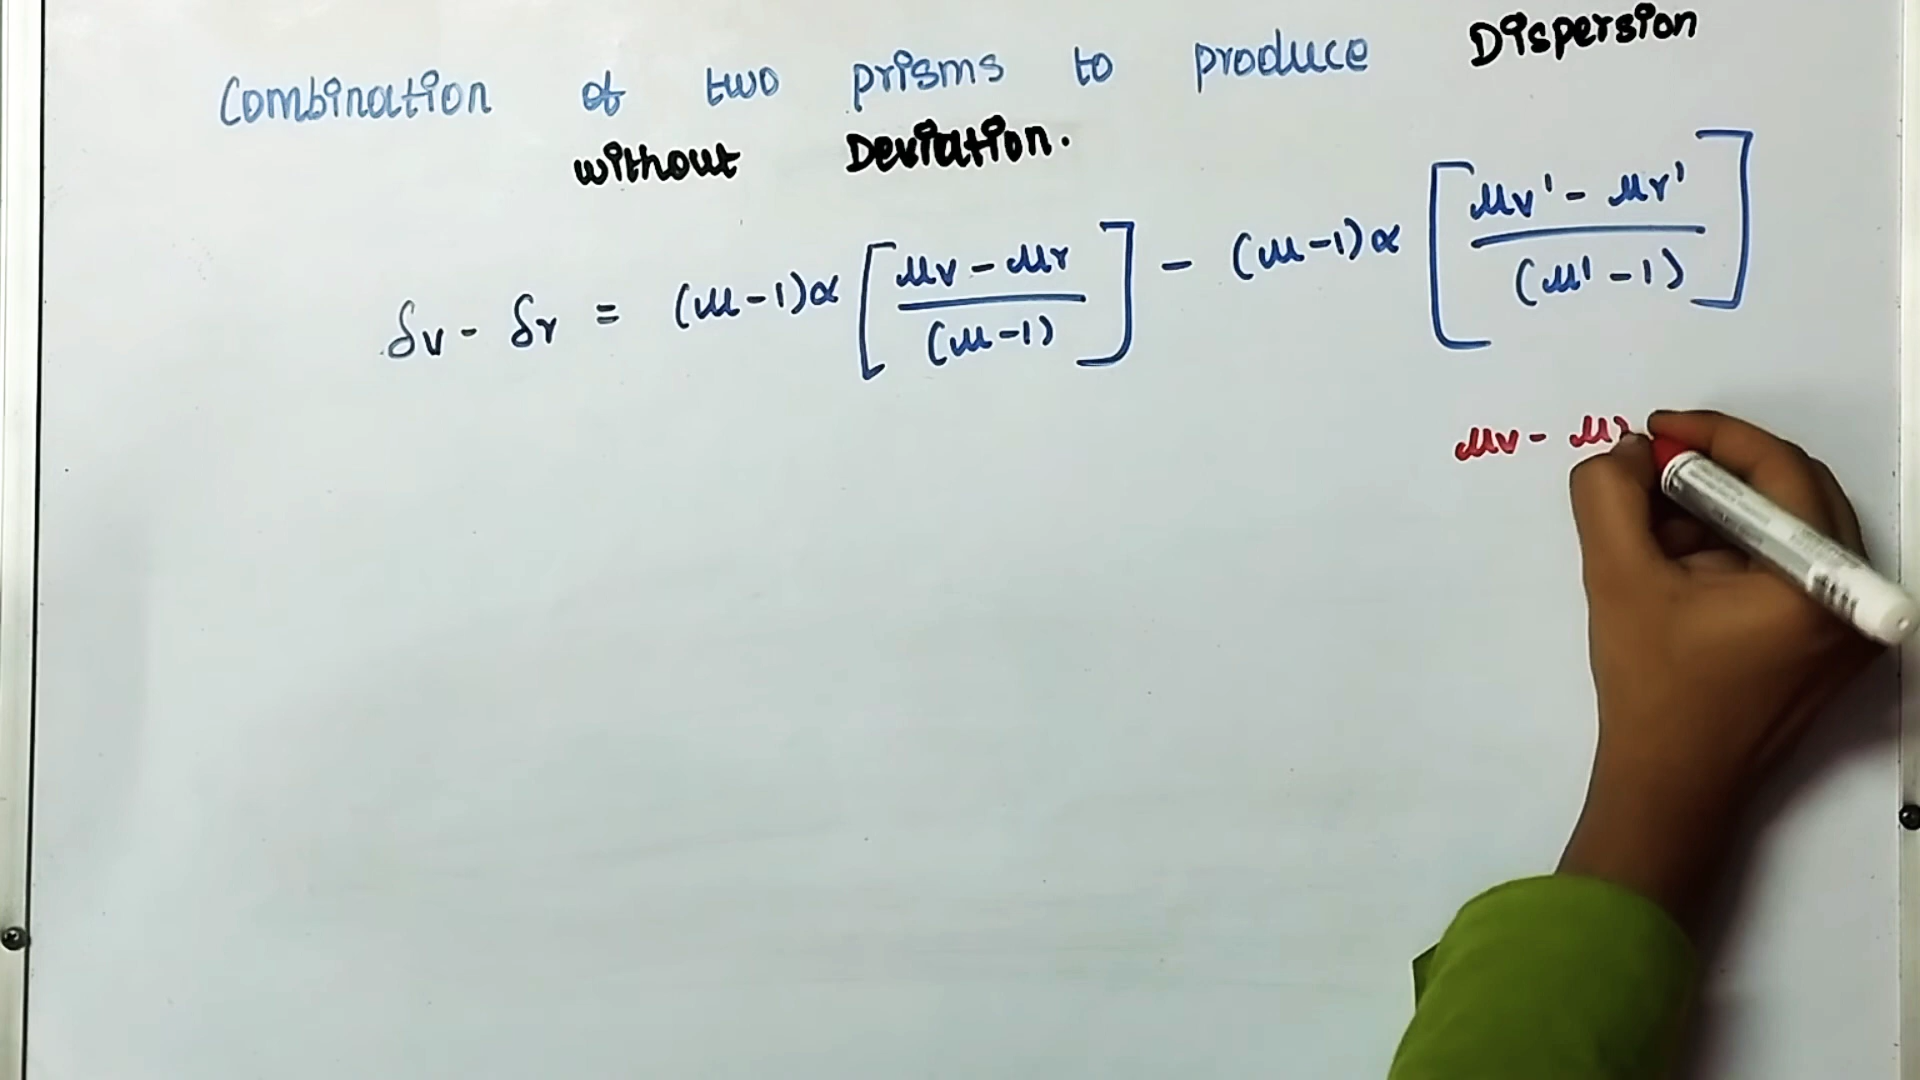 Combination of two prisms to produce Dispersion
without Deviation.
δv - δr = (μ-1)α [ μv - μr / (μ-1) ] - (μ-1)α [ μv' - μr' / (μ'-1) ]
μv - μr